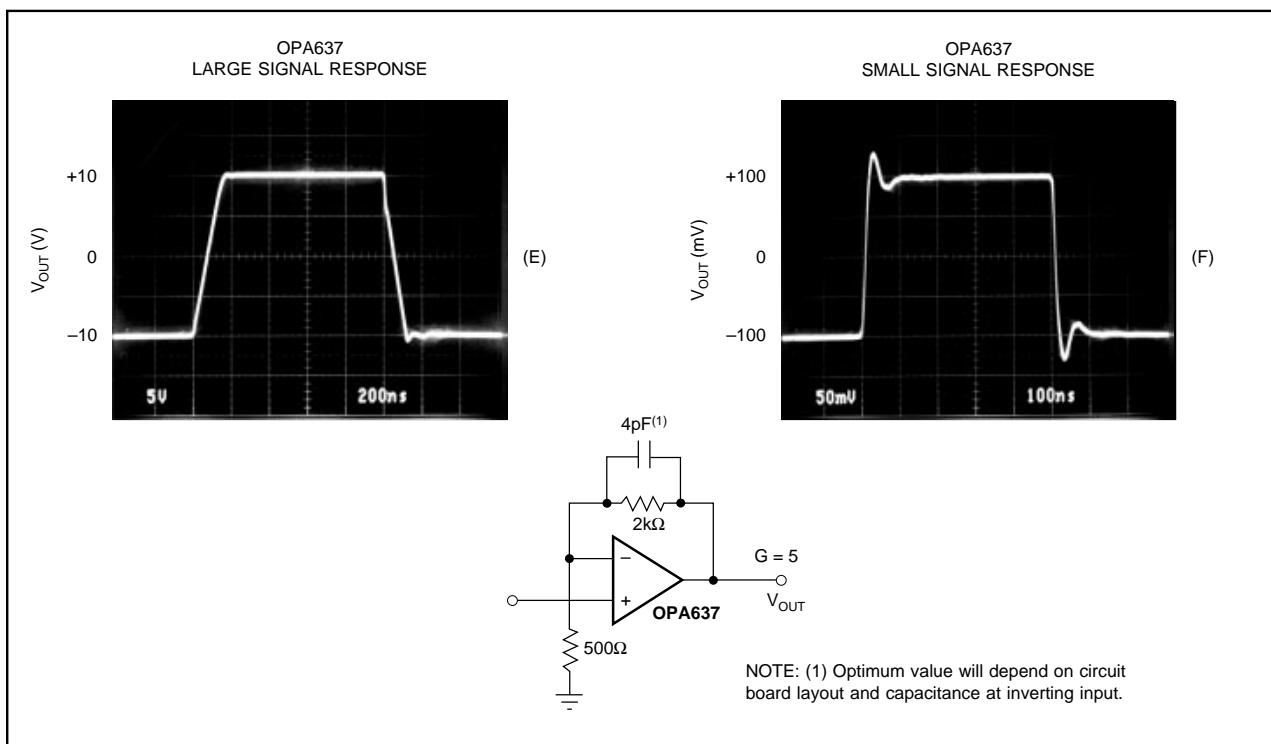 OPA637
LARGE SIGNAL RESPONSE
+10
0
–10
VOUT (V)
5V
200ns
(E)
OPA637
SMALL SIGNAL RESPONSE
+100
0
–100
VOUT (mV)
50mV
100ns
(F)
4pF(1)
2kΩ
–
+
OPA637
500Ω
G = 5
VOUT
NOTE: (1) Optimum value will depend on circuit
board layout and capacitance at inverting input.